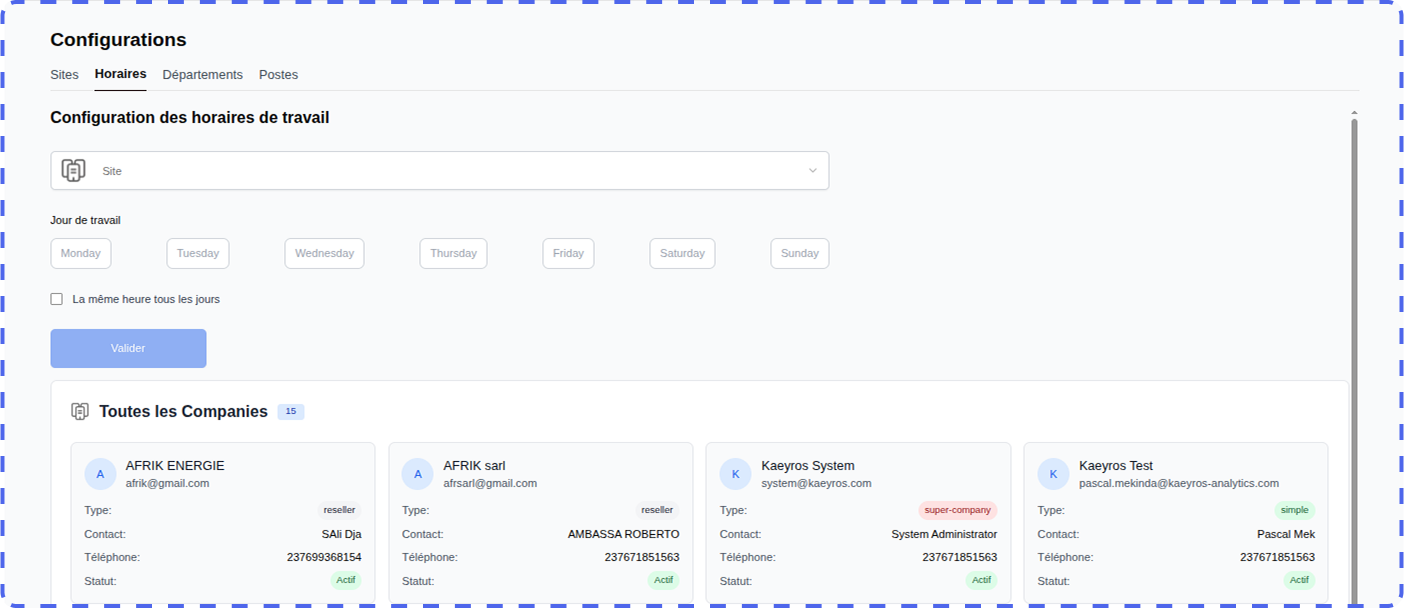 Configurations
Sites Horaires Départements Postes
Configuration des horaires de travail
Site
Jour de travail
Monday Tuesday Wednesday Thursday Friday Saturday Sunday
La même heure tous les jours
Valider
Toutes les Companies 15
A AFRIK ENERGIE A AFRIK sarl K Kaeyros System K Kaeyros Test
afrik@gmail.com afrsarl@gmail.com system@kaeyros.com pascal.mekinda@kaeyros-analytics.com
Type: reseller Type: reseller Type: super-company Type: simple
Contact: SAli Dja Contact: AMBASSA ROBERTO Contact: System Administrator Contact: Pascal Mek
Téléphone: 237699368154 Téléphone: 237671851563 Téléphone: 237671851563 Téléphone: 237671851563
Statut: Actif Statut: Actif Statut: Actif Statut: Actif